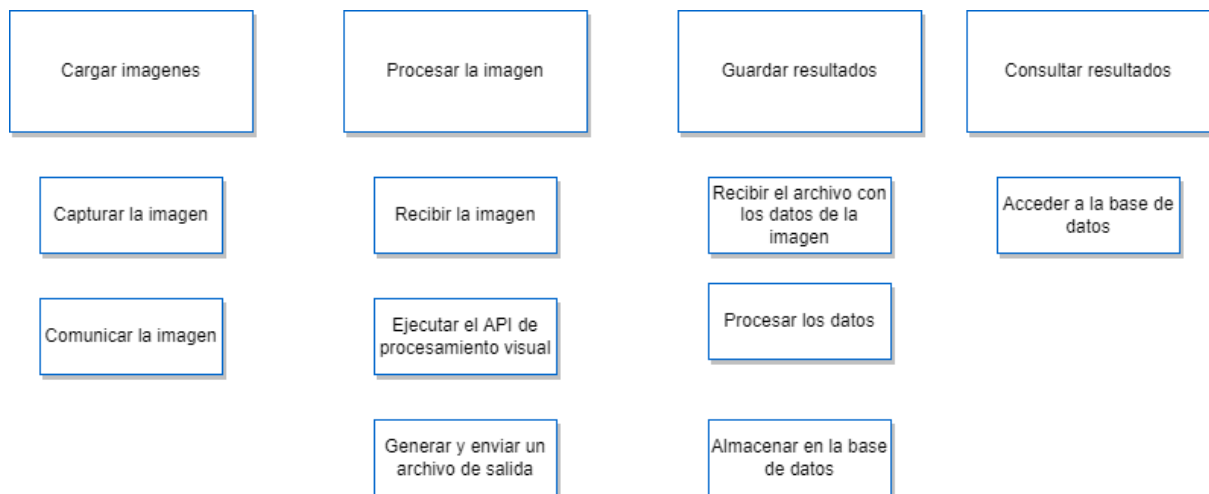 Cargar imagenes
Procesar la imagen
Guardar resultados
Consultar resultados
Capturar la imagen
Recibir la imagen
Recibir el archivo con
los datos de la
imagen
Acceder a la base de
datos
Comunicar la imagen
Ejecutar el API de
procesamiento visual
Procesar los datos
Generar y enviar un
archivo de salida
Almacenar en la base
de datos